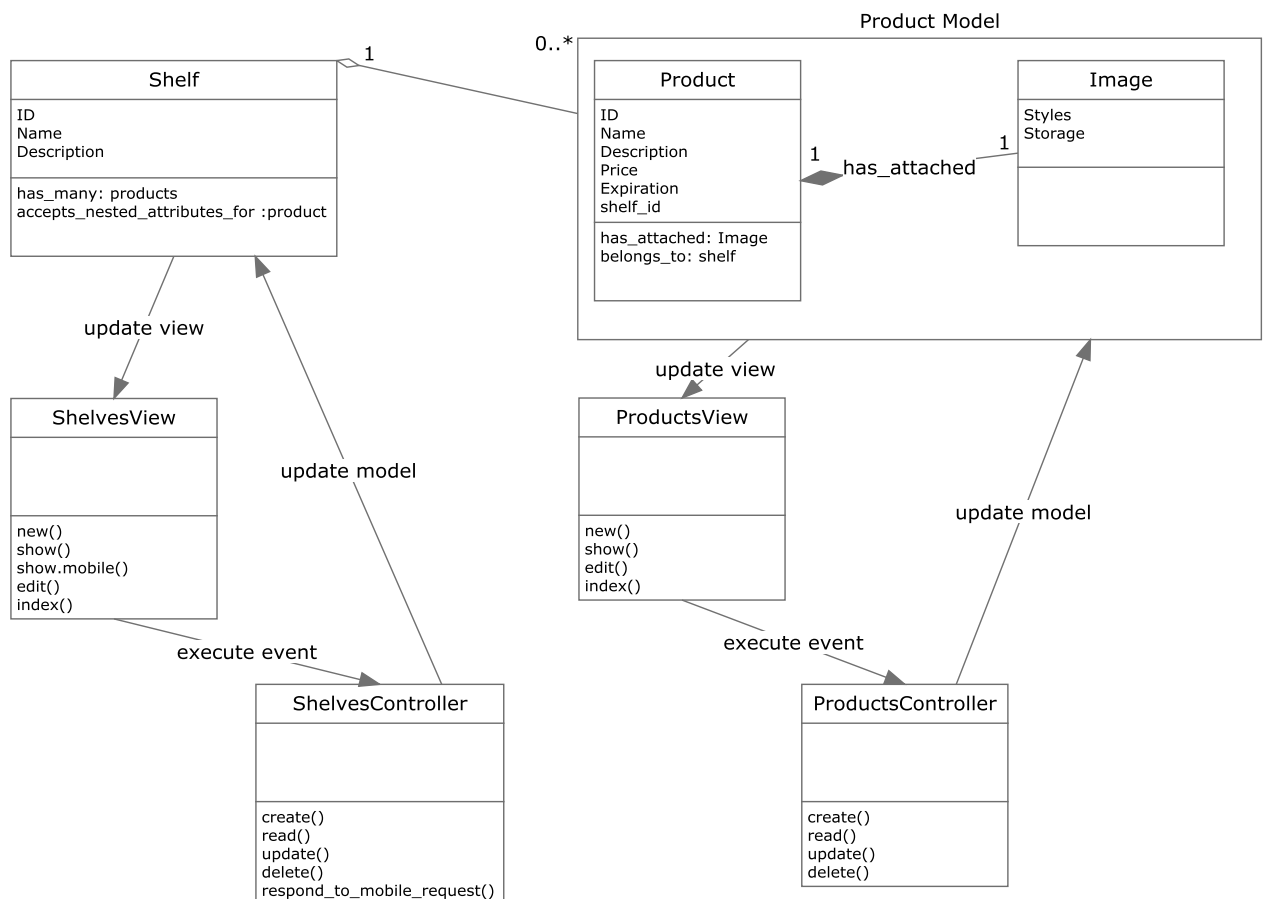 Product Model
0..*
1
Shelf
ID
Name
Description
has_many: products
accepts_nested_attributes_for :product
Product
ID
Name
Description
Price
Expiration
shelf_id
has_attached: Image
belongs_to: shelf
1
has_attached
1
Image
Styles
Storage
update view
update view
update model
update model
ShelvesView
new()
show()
show.mobile()
edit()
index()
ProductsView
new()
show()
edit()
index()
execute event
execute event
ShelvesController
create()
read()
update()
delete()
respond_to_mobile_request()
ProductsController
create()
read()
update()
delete()